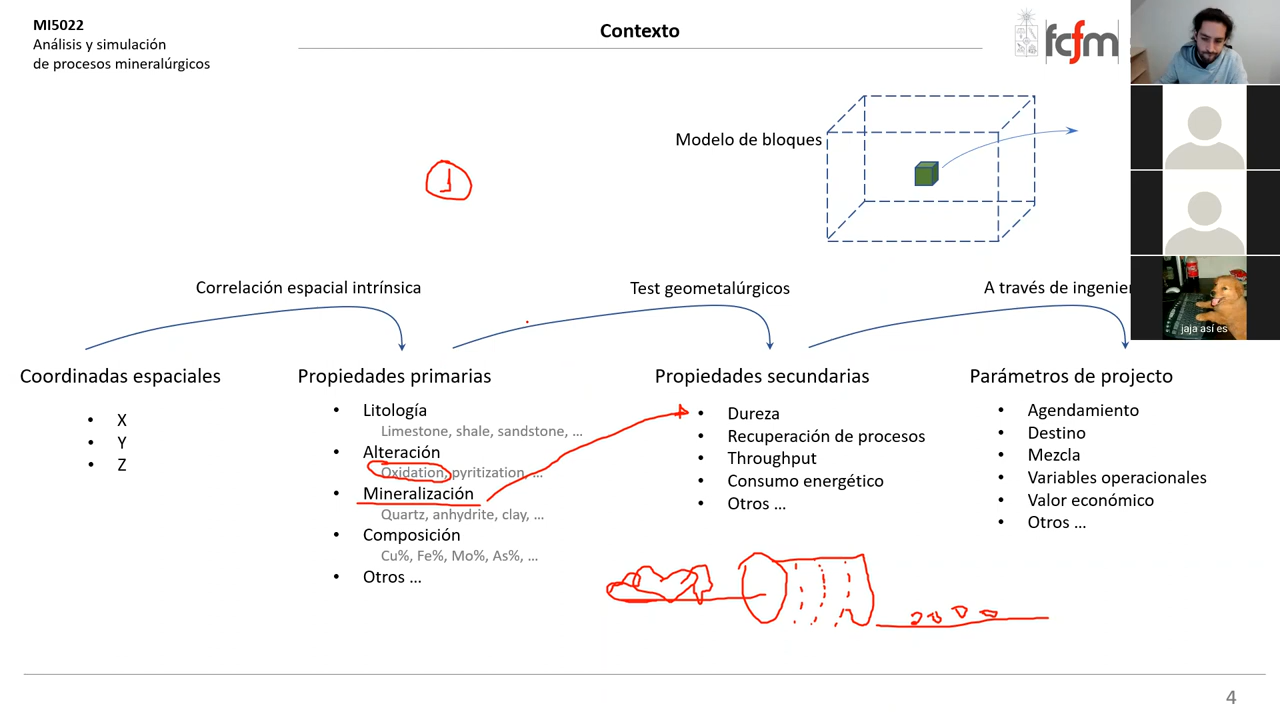 MI5022
Análisis y simulación
de procesos mineralúrgicos
Contexto
fcfm
Modelo de bloques
1
Correlación espacial intrínsica
Test geometalúrgicos
A través de ingenier
jaja así es
Coordinadas espaciales
• X
• Y
• Z
Propiedades primarias
• Litología
Limestone, shale, sandstone, ...
• Alteración
Oxidation, pyritization, ...
• Mineralización
Quartz, anhydrite, clay, ...
• Composición
Cu%, Fe%, Mo%, As%, ...
• Otros ...
Propiedades secundarias
• Dureza
• Recuperación de procesos
• Throughput
• Consumo energético
• Otros ...
Parámetros de projecto
• Agendamiento
• Destino
• Mezcla
• Variables operacionales
• Valor económico
• Otros ...
4